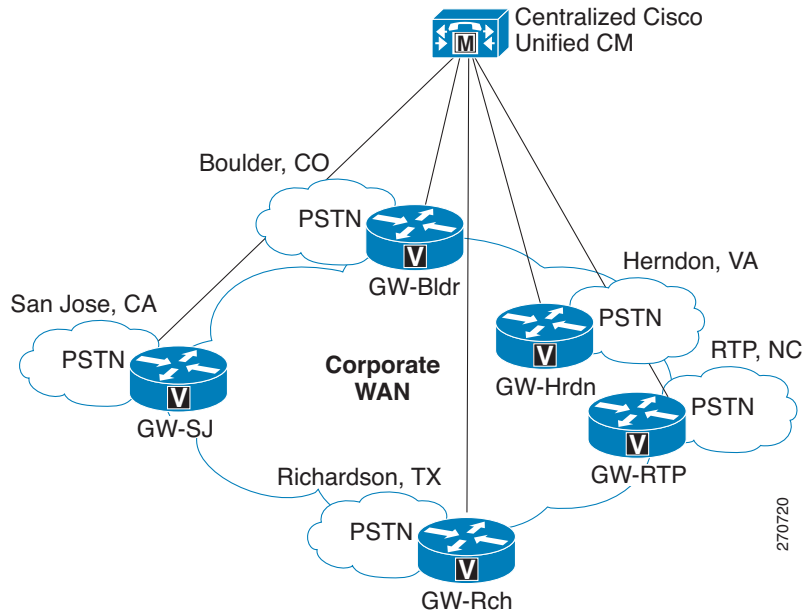 Centralized Cisco
Unified CM
M
Boulder, CO
PSTN
V
GW-Bldr
Herndon, VA
PSTN
V
GW-Hrdn
San Jose, CA
PSTN
V
GW-SJ
Corporate
WAN
RTP, NC
PSTN
V
GW-RTP
Richardson, TX
PSTN
V
GW-Rch
270720